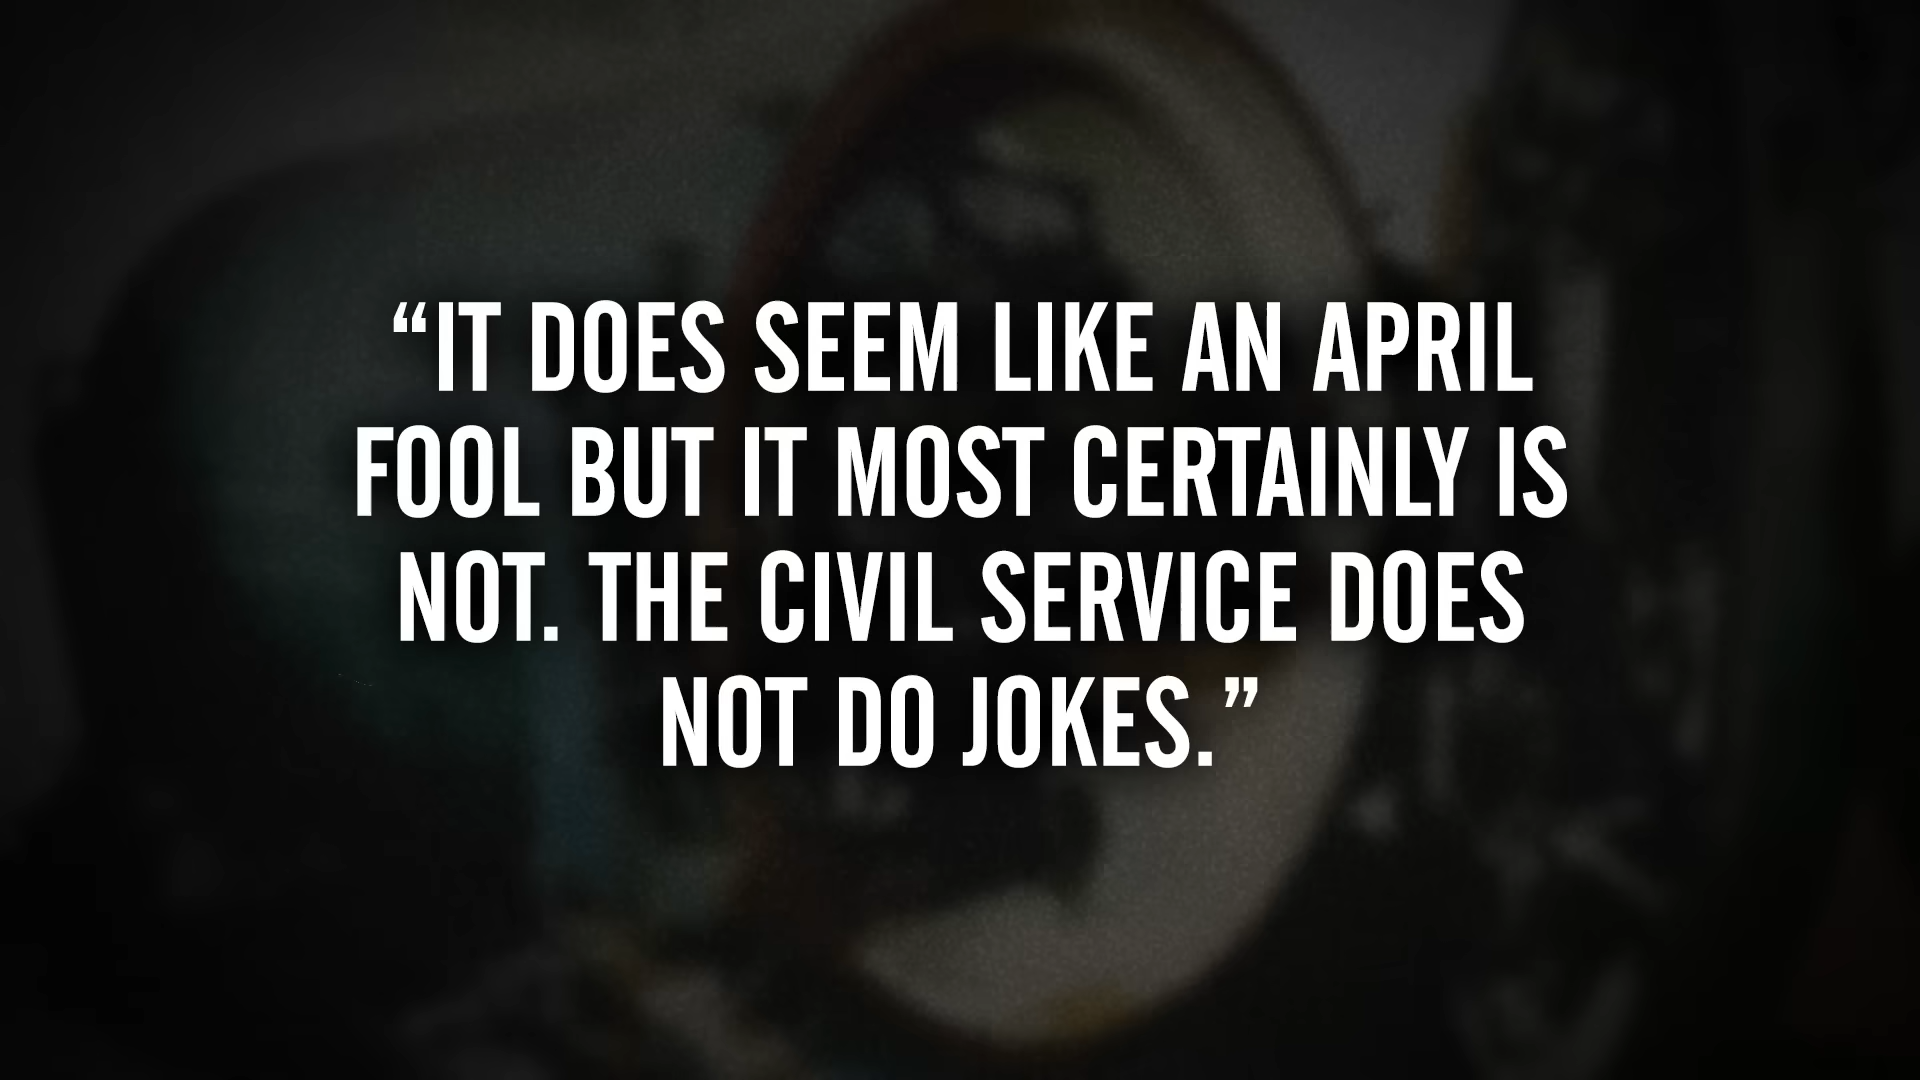 “IT DOES SEEM LIKE AN APRIL
FOOL BUT IT MOST CERTAINLY IS
NOT. THE CIVIL SERVICE DOES
NOT DO JOKES.”